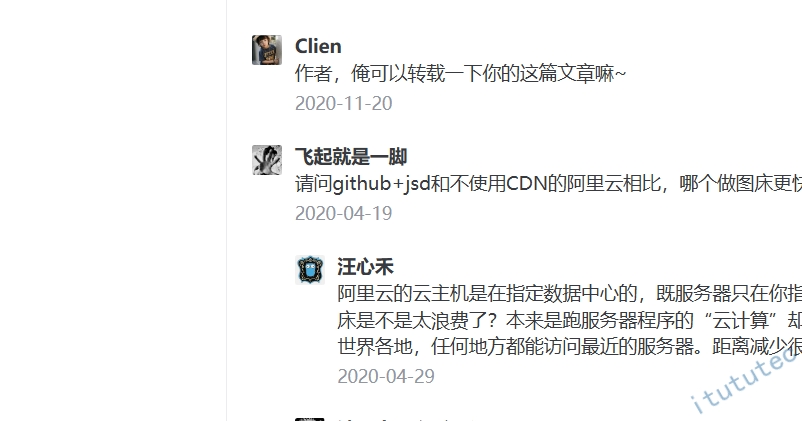 Clien
作者，俺可以转载一下你的这篇文章嘛~
2020-11-20
飞起就是一脚
请问github+jsd和不使用CDN的阿里云相比，哪个做图床更快
2020-04-19
汪心禾
阿里云的云主机是在指定数据中心的，既服务器只在你指
床是不是太浪费了？本来是跑服务器程序的“云计算”却
世界各地，任何地方都能访问最近的服务器。距离减少很
2020-04-29
itututec